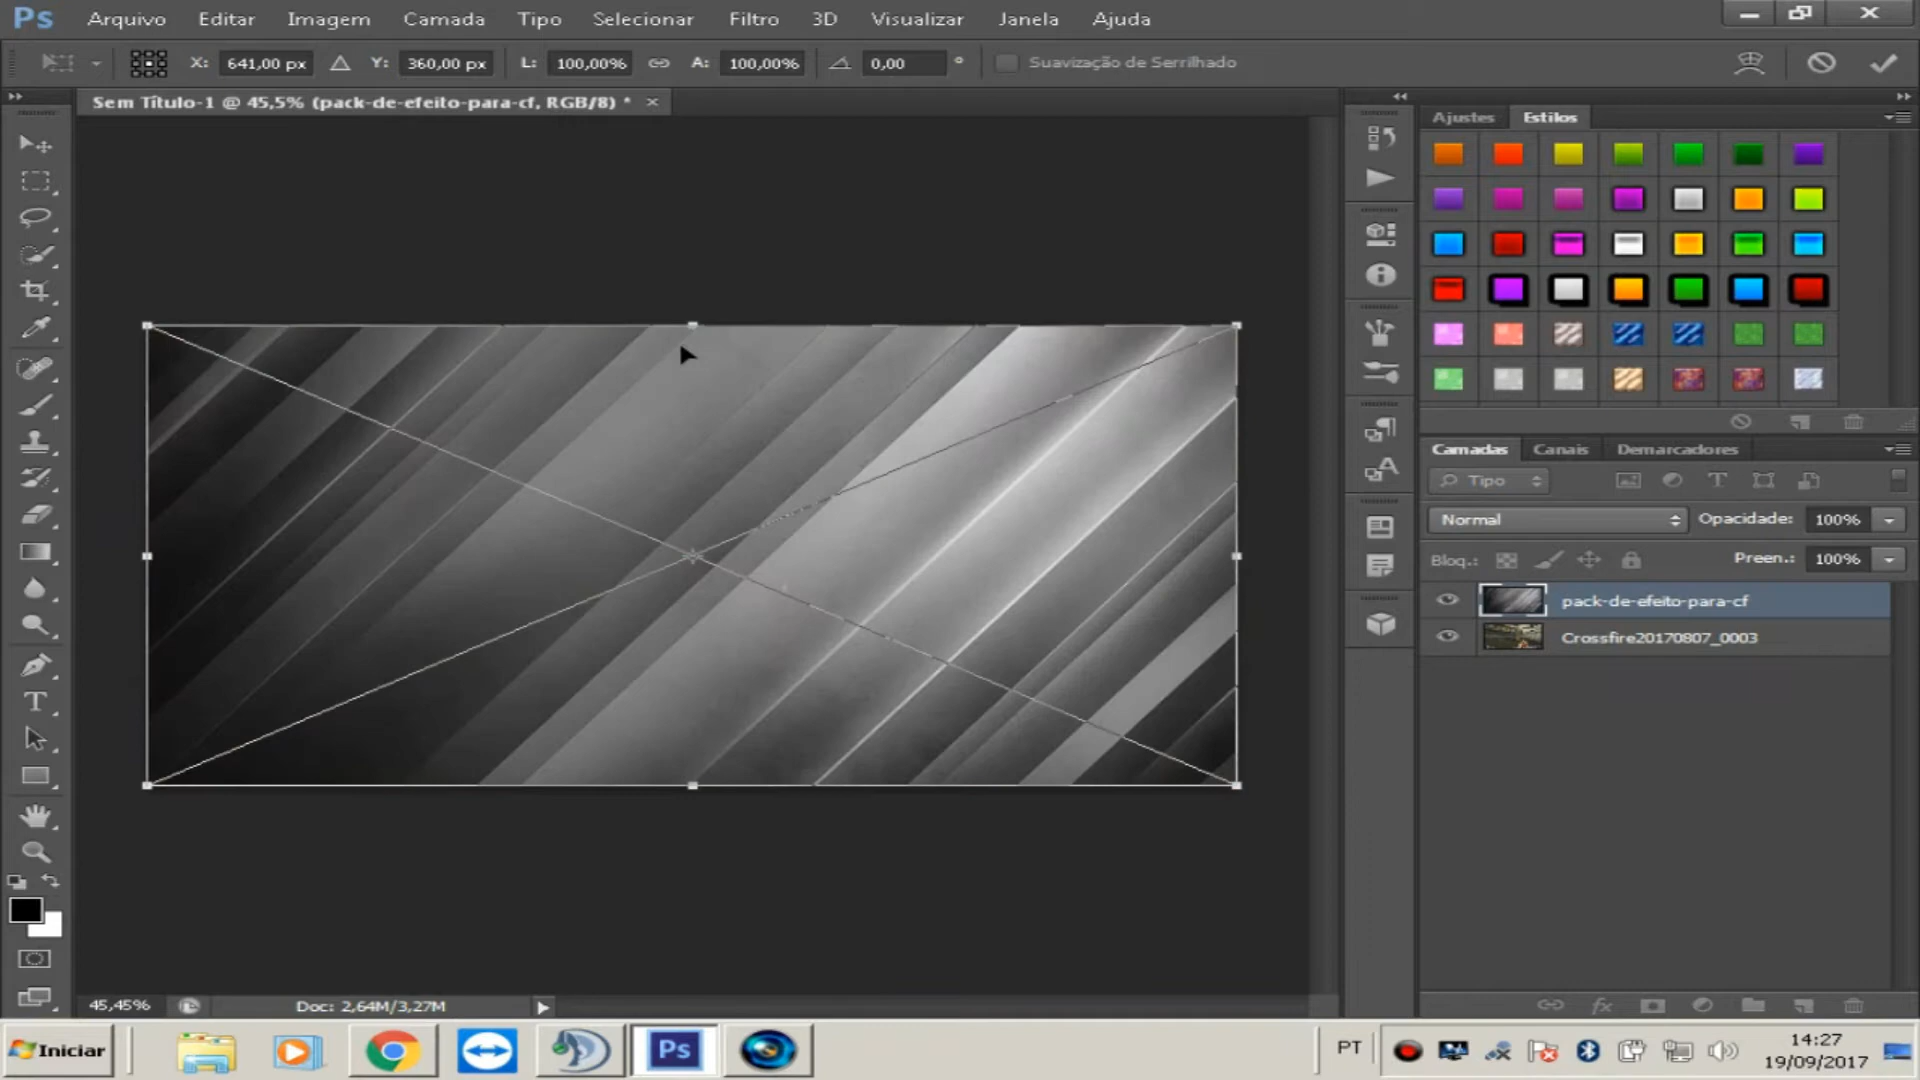 Ps Arquivo Editar Imagem Camada Tipo Selecionar Filtro 3D Visualizar Janela Ajuda
X: 641,00 px Y: 360,00 px L: 100,00% A: 100,00% 0,00 ° Suavização de Serrilhado
Sem Título-1 @ 45,5% (pack-de-efeito-para-cf, RGB/8) * ×
Ajustes Estilos
Camadas Canais Demarcadores
Tipo
Normal Opacidade: 100%
Bloq.: Preen.: 100%
pack-de-efeito-para-cf
Crossfire20170807_0003
fx
45,45% Doc: 2,64M/3,27M
Iniciar Ps PT 14:27
19/09/2017